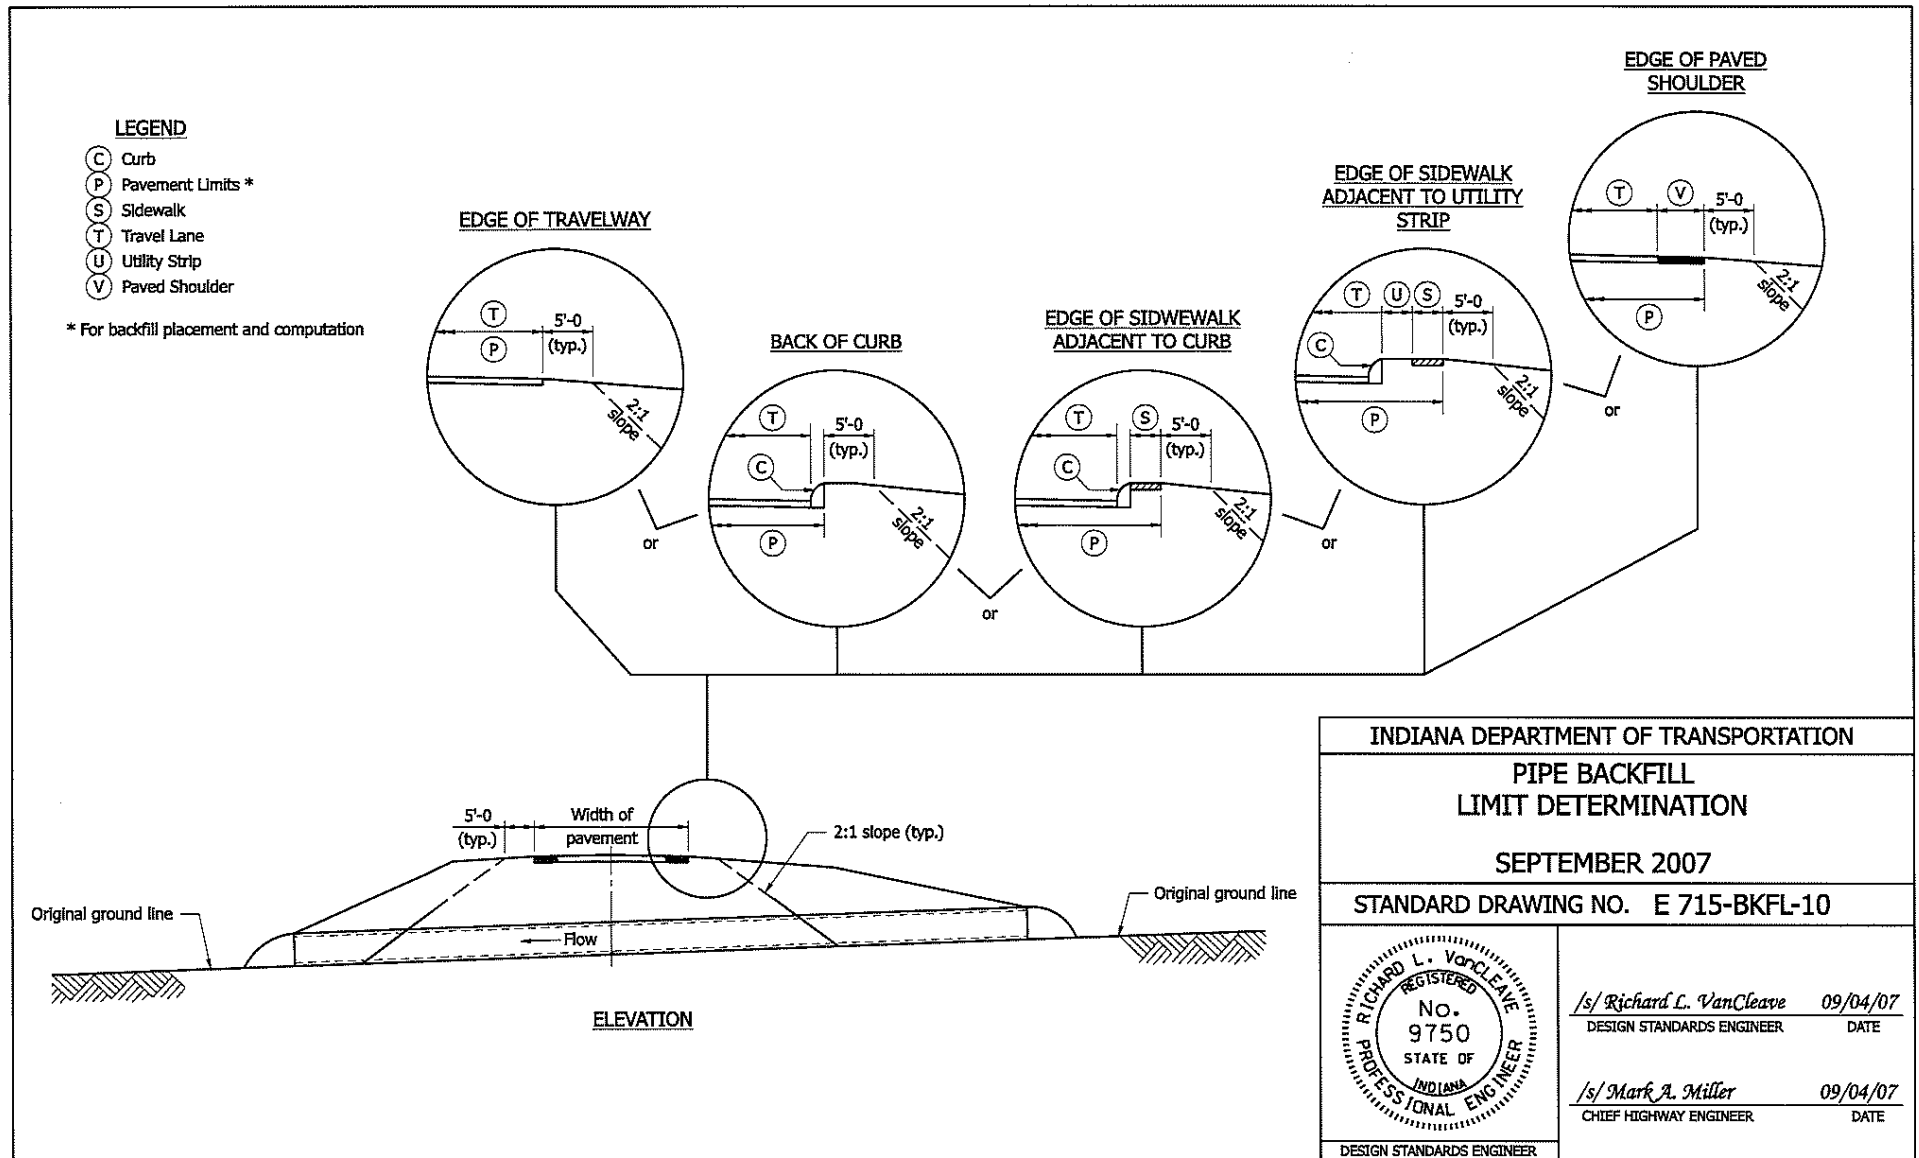 LEGEND
C Curb
P Pavement Limits *
S Sidewalk
T Travel Lane
U Utility Strip
V Paved Shoulder
* For backfill placement and computation
EDGE OF TRAVELWAY
T
P
5'-0
(typ.)
2:1
slope
or
BACK OF CURB
T
5'-0
(typ.)
C
P
2:1
slope
or
EDGE OF SIDWEWALK
ADJACENT TO CURB
T
S
5'-0
(typ.)
C
P
2:1
slope
or
EDGE OF SIDEWALK
ADJACENT TO UTILITY
STRIP
T
U
S
5'-0
(typ.)
C
P
2:1
slope
or
EDGE OF PAVED
SHOULDER
T
V
5'-0
(typ.)
P
2:1
slope
5'-0
(typ.)
Width of
pavement
2:1 slope (typ.)
Original ground line
Original ground line
Flow
ELEVATION
INDIANA DEPARTMENT OF TRANSPORTATION
PIPE BACKFILL
LIMIT DETERMINATION
SEPTEMBER 2007
STANDARD DRAWING NO. E 715-BKFL-10
RICHARD L. VanCLEAVE
REGISTERED
No.
9750
STATE OF
INDIANA
PROFESSIONAL ENGINEER
DESIGN STANDARDS ENGINEER
/s/ Richard L. VanCleave 09/04/07
DESIGN STANDARDS ENGINEER DATE
/s/ Mark A. Miller 09/04/07
CHIEF HIGHWAY ENGINEER DATE